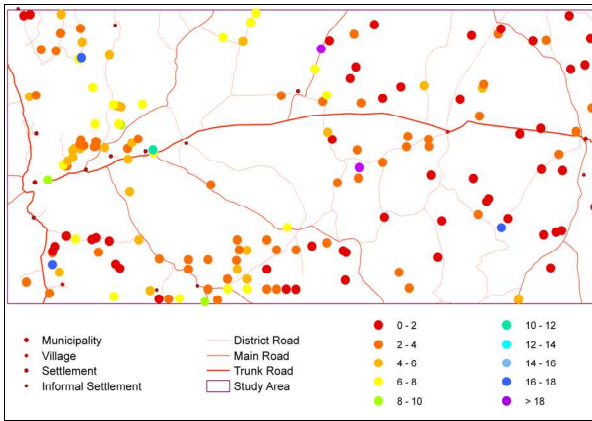 Municipality
Village
Settlement
Informal Settlement
District Road
Main Road
Trunk Road
Study Area
0 - 2
2 - 4
4 - 6
6 - 8
8 - 10
10 - 12
12 - 14
14 - 16
16 - 18
> 18